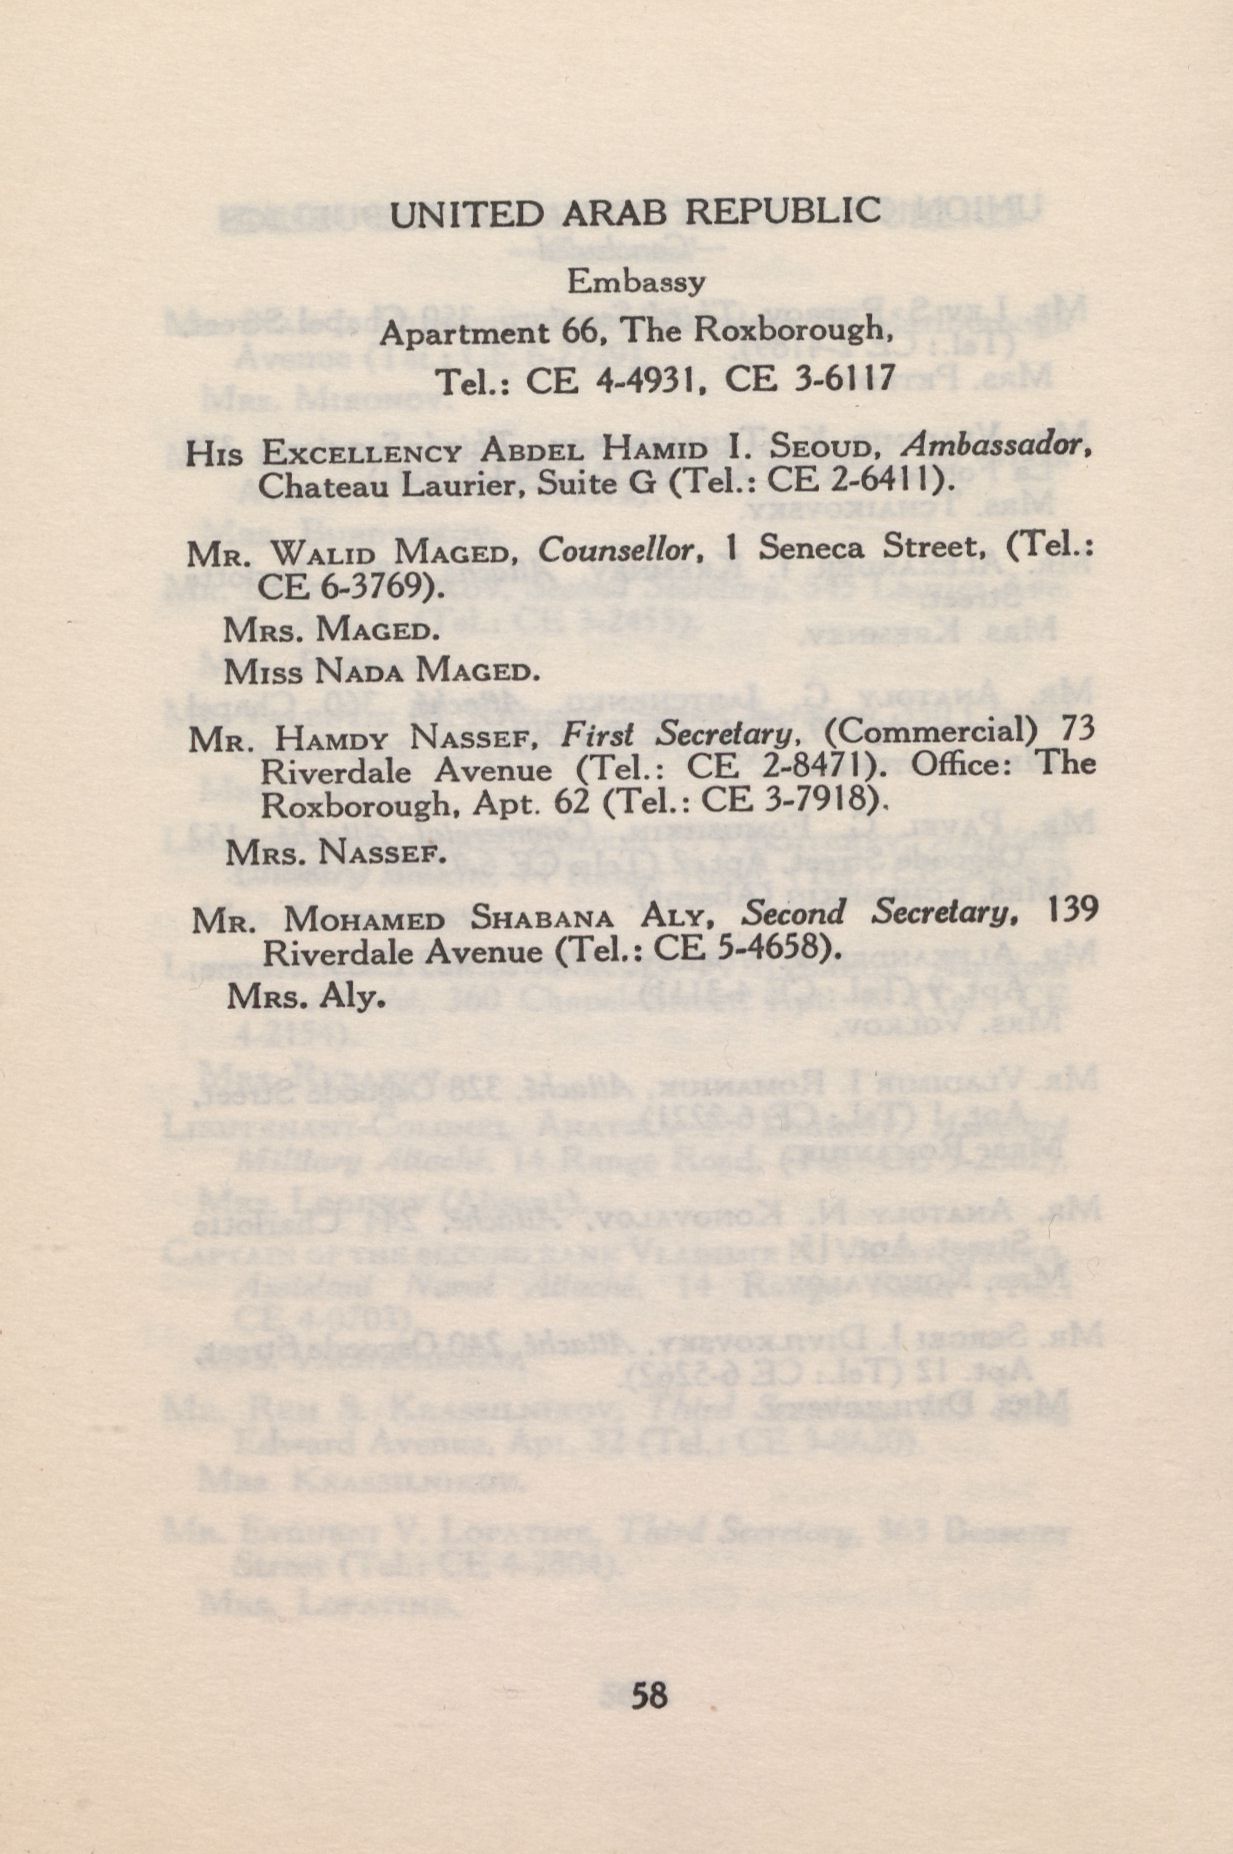 UNITED ARAB REPUBLIC
Embassy
Apartment 66, The Roxborough,
Tel.: CE 4-4931, CE 3-6117
His Excellency Abdel Hamid I. Seoud, Ambassador,
Chateau Laurier, Suite G (Tel.: CE 2-6411).
Mr. Walid Maged, Counsellor, 1 Seneca Street, (Tel.:
CE 6-3769).
Mrs. Maged.
Miss Nada Maged.
Mr. Hamdy Nassef, First Secretary, (Commercial) 73
Riverdale Avenue (Tel.: CE 2-8471). Office: The
Roxborough, Apt. 62 (Tel.: CE 3-7918).
Mrs. Nassef.
Mr. Mohamed Shabana Aly, Second Secretary, 139
Riverdale Avenue (Tel.: CE 5-4658).
Mrs. Aly.
58